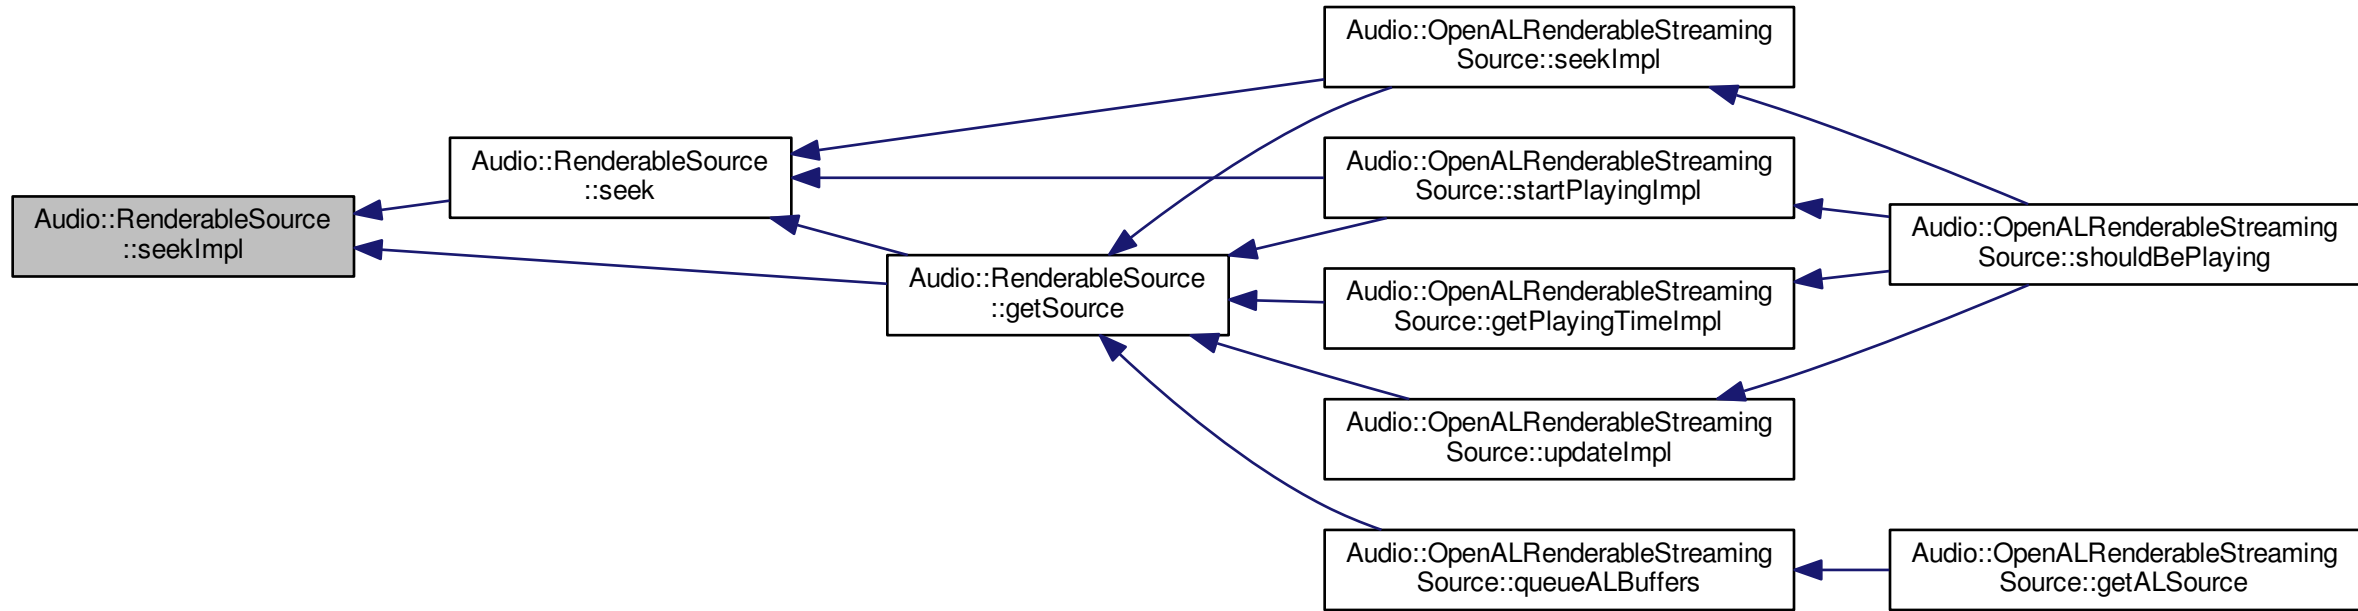 Audio::RenderableSource
::seekImpl
Audio::RenderableSource
::seek
Audio::RenderableSource
::getSource
Audio::OpenALRenderableStreaming
Source::seekImpl
Audio::OpenALRenderableStreaming
Source::startPlayingImpl
Audio::OpenALRenderableStreaming
Source::getPlayingTimeImpl
Audio::OpenALRenderableStreaming
Source::updateImpl
Audio::OpenALRenderableStreaming
Source::queueALBuffers
Audio::OpenALRenderableStreaming
Source::shouldBePlaying
Audio::OpenALRenderableStreaming
Source::getALSource